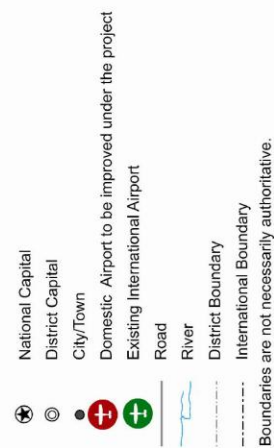 National Capital
District Capital
City/Town
Domestic Airport to be improved under the project
Existing International Airport
Road
River
District Boundary
International Boundary
Boundaries are not necessarily authoritative.